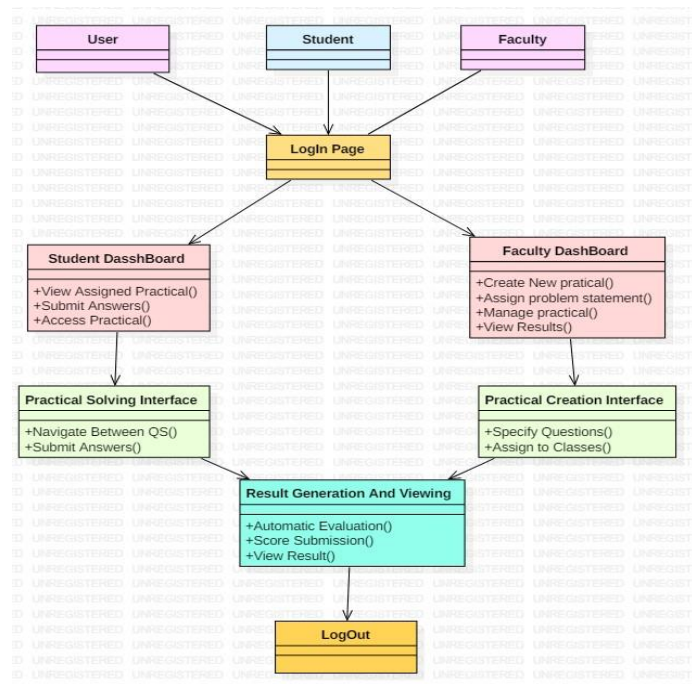 User
Student
Faculty
LogIn Page
Student DasshBoard
+View Assigned Practical()
+Submit Answers()
+Access Practical()
Faculty DashBoard
+Create New pratical()
+Assign problem statement()
+Manage practical()
+View Results()
Practical Solving Interface
+Navigate Between QS()
+Submit Answers()
Practical Creation Interface
+Specify Questions()
+Assign to Classes()
Result Generation And Viewing
+Automatic Evaluation()
+Score Submission()
+View Result()
LogOut
UNREGISTERED